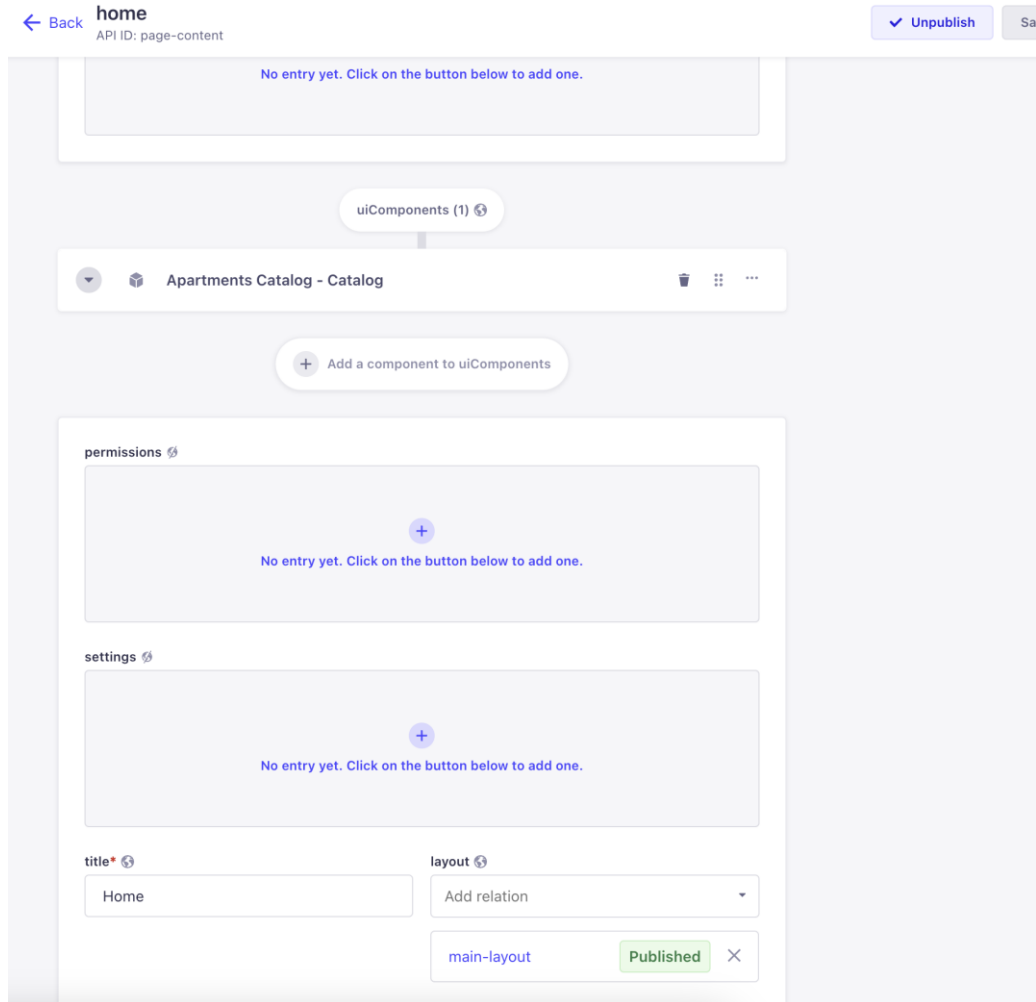 home
Back
API ID: page-content
Unpublish
Sa
No entry yet. Click on the button below to add one.
uiComponents (1)
Apartments Catalog - Catalog
Add a component to uiComponents
permissions
No entry yet. Click on the button below to add one.
settings
No entry yet. Click on the button below to add one.
title*
layout
Home
Add relation
main-layout
Published